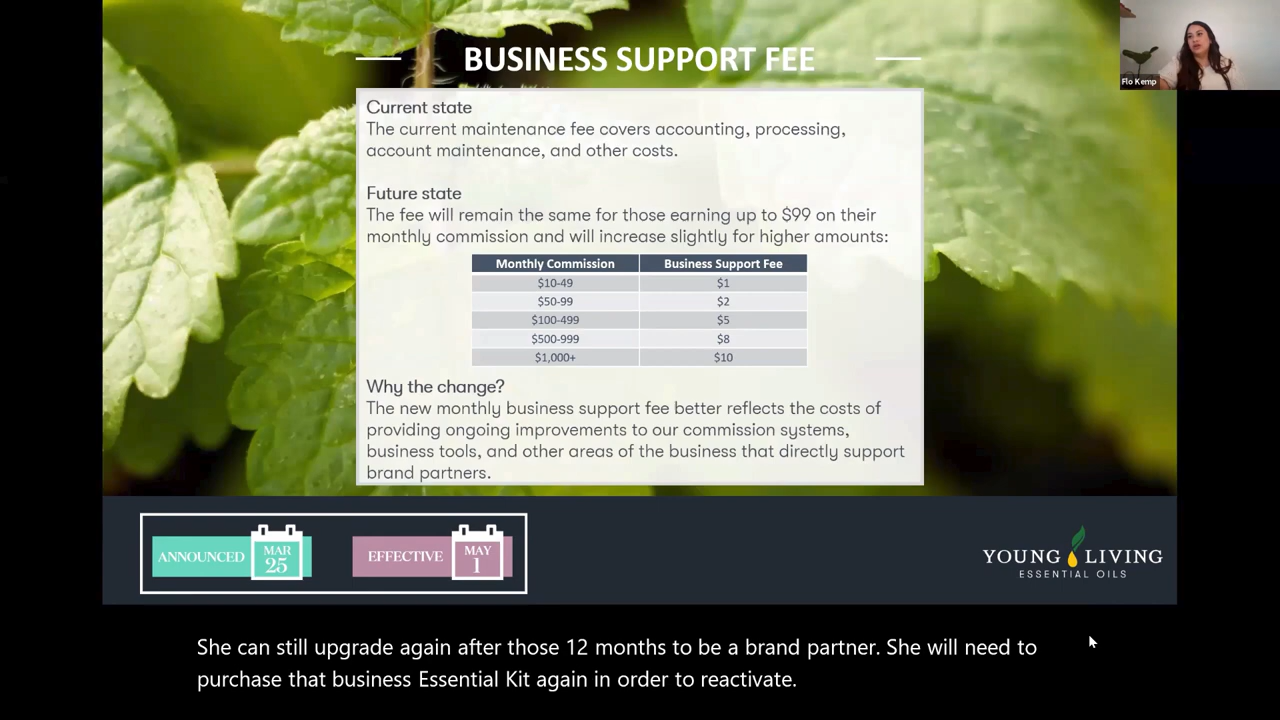 BUSINESS SUPPORT FEE
Flo Kemp
Current state
The current maintenance fee covers accounting, processing,
account maintenance, and other costs.
Future state
The fee will remain the same for those earning up to $99 on their
monthly commission and will increase slightly for higher amounts:
Monthly Commission Business Support Fee
$10-49 $1
$50-99 $2
$100-499 $5
$500-999 $8
$1,000+ $10
Why the change?
The new monthly business support fee better reflects the costs of
providing ongoing improvements to our commission systems,
business tools, and other areas of the business that directly support
brand partners.
ANNOUNCED MAR 25
EFFECTIVE MAY 1
YOUNG LIVING
ESSENTIAL OILS
She can still upgrade again after those 12 months to be a brand partner. She will need to
purchase that business Essential Kit again in order to reactivate.